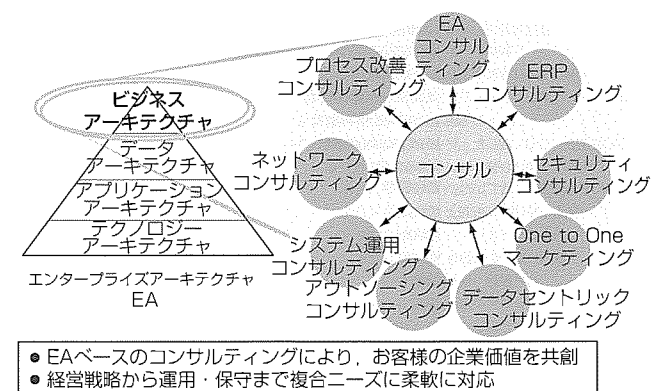 ビジネス
アーキテクチャ
データ
アーキテクチャ
アプリケーション
アーキテクチャ
テクノロジー
アーキテクチャ
エンタープライズアーキテクチャ
EA
EA
コンサル
ティング
ERP
コンサルティング
セキュリティ
コンサルティング
One to One
マーケティング
データセントリック
コンサルティング
アウトソーシング
コンサルティング
システム運用
コンサルティング
ネットワーク
コンサルティング
プロセス改善
コンサルティング
コンサル
● EAベースのコンサルティングにより，お客様の企業価値を共創
● 経営戦略から運用・保守まで複合ニーズに柔軟に対応